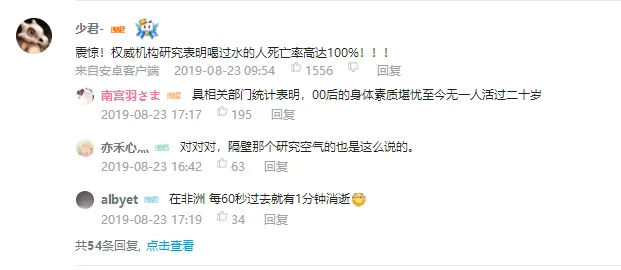 少君-
震惊！权威机构研究表明喝过水的人死亡率高达100%！！！
来自安卓客户端 2019-08-23 09:54 1556 回复
南宫羽さま 具相关部门统计表明，00后的身体素质堪忧至今无一人活过二十岁
2019-08-23 17:17 195 回复
亦禾心灬 对对对，隔壁那个研究空气的也是这么说的。
2019-08-23 16:42 63 回复
albyet 在非洲 每60秒过去就有1分钟消逝
2019-08-23 17:19 34 回复
共54条回复, 点击查看